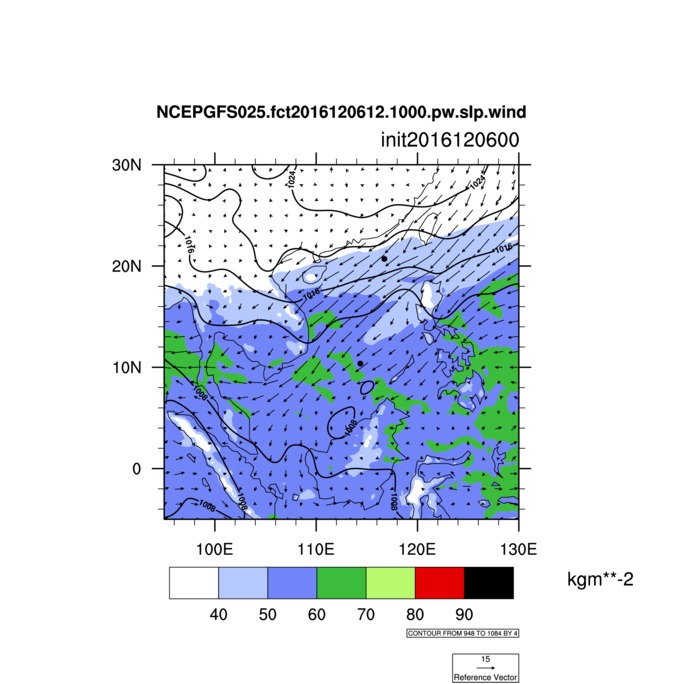 NCEPGFS025.fct2016120612.1000.pw.slp.wind
init2016120600
30N
20N
10N
0
1024
1024
1016
1016
1016
1008
1008
1008
1008
1008
100E 110E 120E 130E
kgm**-2
40 50 60 70 80 90
CONTOUR FROM 948 TO 1084 BY 4
15
Reference Vector